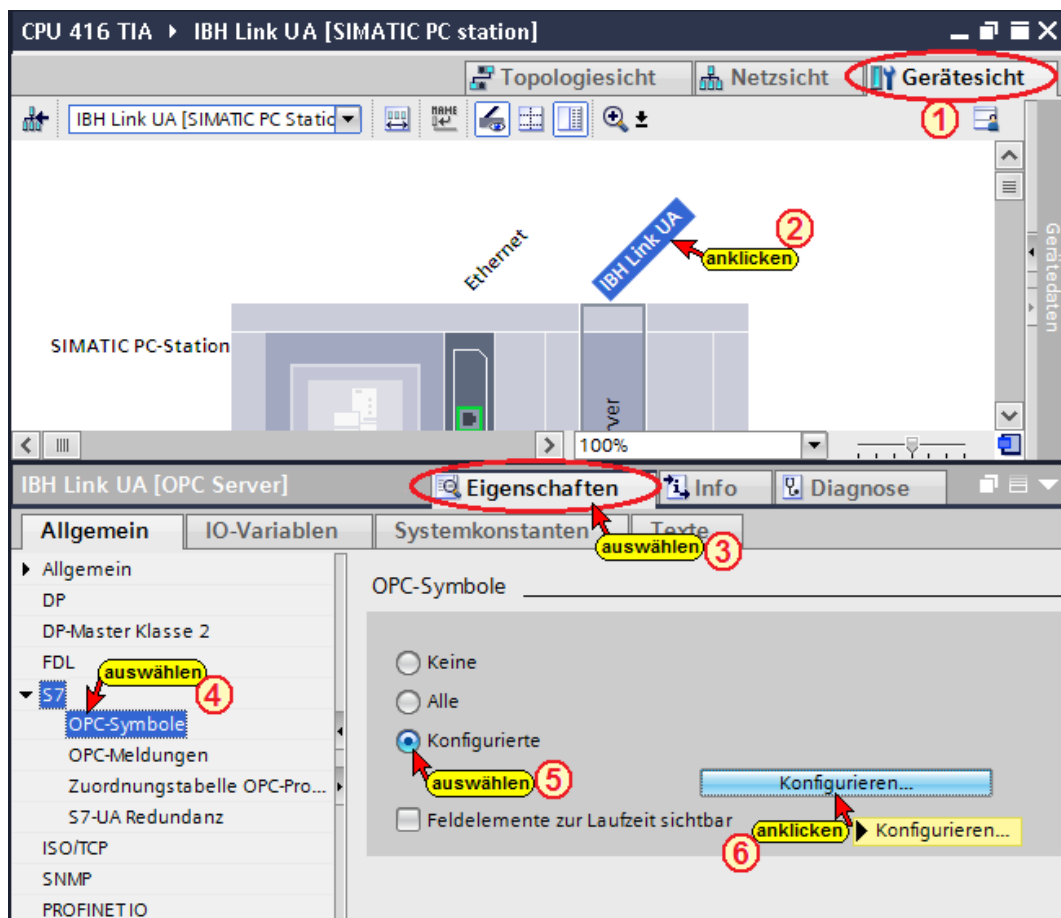 CPU 416 TIA ▸ IBH Link UA [SIMATIC PC station]
Topologiesicht Netzsicht Gerätesicht
IBH Link UA [SIMATIC PC Static
NAME
1
Gerätedaten
2
IBH Link UA
anklicken
Ethernet
SIMATIC PC-Station
rver
100%
IBH Link UA [OPC Server] Eigenschaften Info Diagnose
Allgemein IO-Variablen Systemkonstanten Texte
auswählen 3
Allgemein
OPC-Symbole
DP
DP-Master Klasse 2
FDL
auswählen
4
S7
OPC-Symbole
OPC-Meldungen
Zuordnungstabelle OPC-Pro...
S7-UA Redundanz
ISO/TCP
SNMP
PROFINET IO
Keine
Alle
Konfigurierte
auswählen 5
Konfigurieren...
Feldelemente zur Laufzeit sichtbar
anklicken
Konfigurieren...
6